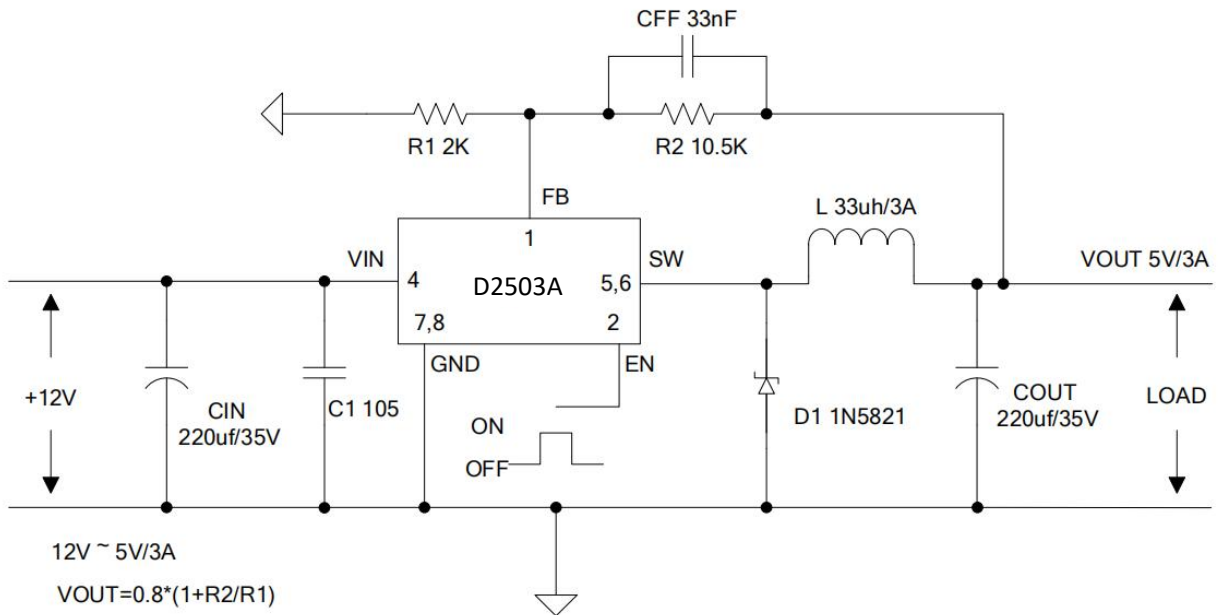 CFF 33nF
R1 2K
R2 10.5K
FB
L 33uh/3A
1
VIN
SW
VOUT 5V/3A
4
D2503A
5,6
7,8
2
GND
EN
+12V
CIN
220uf/35V
C1 105
ON
OFF
D1 1N5821
COUT
220uf/35V
LOAD
12V ~ 5V/3A
VOUT=0.8*(1+R2/R1)